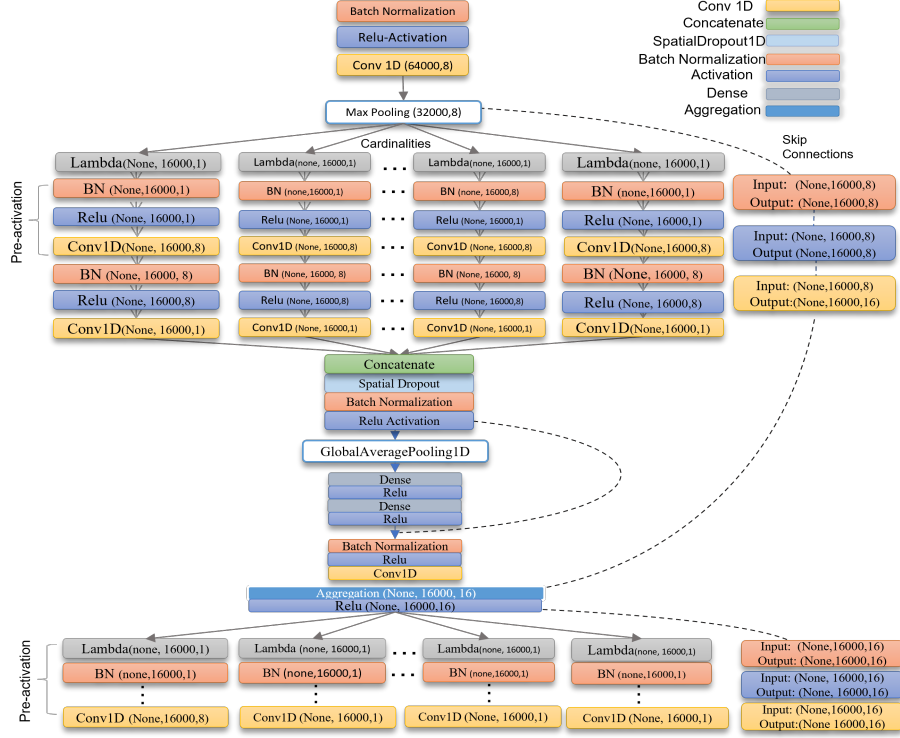 Batch Normalization
Relu-Activation
Conv 1D (64000,8)
Max Pooling (32000,8)
Conv 1D
Concatenate
SpatialDropout1D
Batch Normalization
Activation
Dense
Aggregation
Cardinalities
Skip
Connections
Pre-activation
Lambda(None, 16000,1)
BN (None,16000,1)
Relu (None, 16000,1)
Conv1D(None, 16000,8)
BN (None, 16000, 8)
Relu (None, 16000,8)
Conv1D(None, 16000,1)
Lambda(none, 16000,1)
BN (none,16000,1)
Relu (None, 16000,1)
Conv1D (None, 16000,8)
BN (None, 16000, 8)
Relu (None, 16000,8)
Conv1D (None, 16000,1)
Lambda(none, 16000,1)
BN (none,16000,8)
Relu (None, 16000,1)
Conv1D (None, 16000,8)
BN (None, 16000, 8)
Relu (None, 16000,8)
Conv1D (None, 16000,1)
Lambda(none, 16000,1)
BN (none,16000,1)
Relu (None, 16000,1)
Conv1D(None, 16000,8)
BN (None, 16000, 8)
Relu (None, 16000,8)
Conv1D(None,16000,1)
Input: (None,16000,8)
Output: (None,16000,8)
Input: (None, 16000,8)
Output (None,16000,8)
Input: (None,16000,8)
Output:(None,16000,16)
Concatenate
Spatial Dropout
Batch Normalization
Relu Activation
GlobalAveragePooling1D
Dense
Relu
Dense
Relu
Batch Normalization
Relu
Conv1D
Aggregation (None, 16000, 16)
Relu (None, 16000,16)
Pre-activation
Lambda(none, 16000,1)
BN (none,16000,1)
Conv1D (None,16000,8)
Lambda (none, 16000,1)
BN (none,16000,1)
Conv1D (None, 16000,1)
Lambda(none, 16000,1)
BN (none,16000,1)
Conv1D (None, 16000,1)
Lambda(none, 16000,1)
BN (none,16000,1)
Conv1D (None, 16000,1)
Input: (None,16000,16)
Output: (None,16000,16)
Input: (None, 16000,16)
Output: (None, 16000,16)
Input: (None,16000,16)
Output:(None 16000,16)